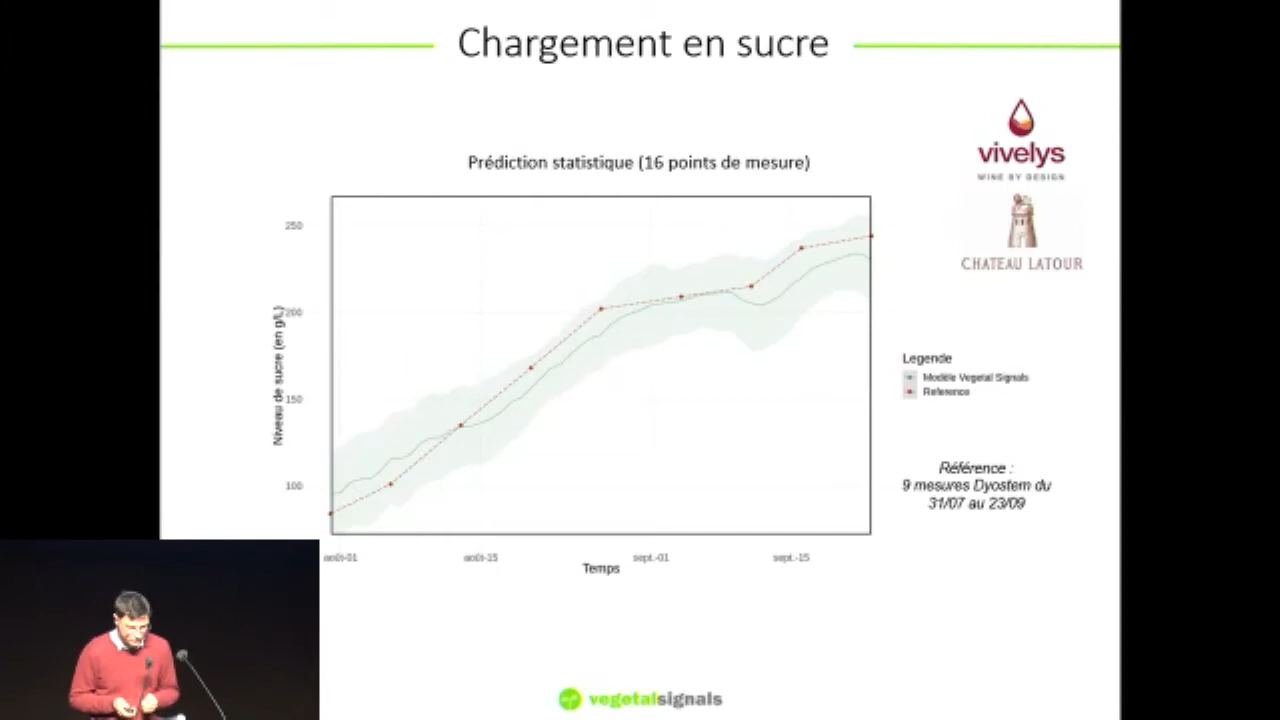 Chargement en sucre
vivelys
WINE BY DESIGN
CHATEAU LATOUR
Prédiction statistique (16 points de mesure)
Niveau de sucre (en g/L)
250
200
150
100
août-01
août-15
sept.-01
sept.-15
Temps
Legende
Modèle Vegetal Signals
Reference
Référence :
9 mesures Dyostem du
31/07 au 23/09
vegetalsignals